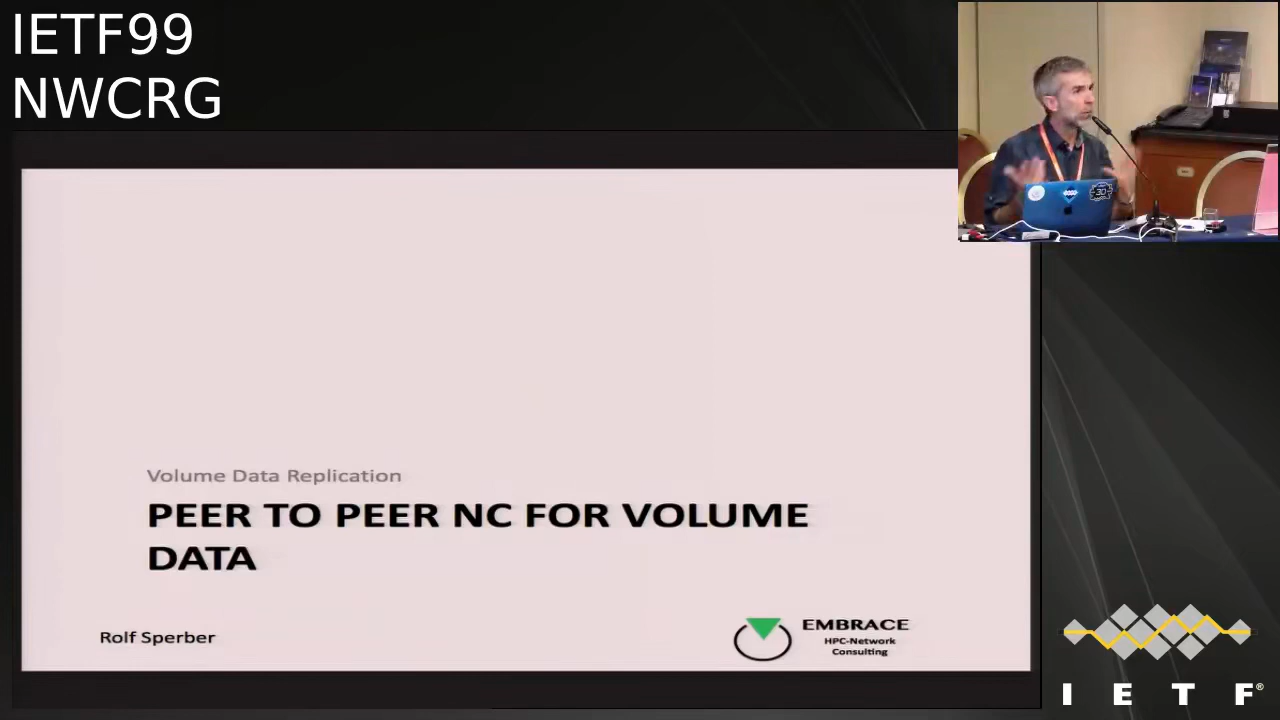 IETF99
NWCRG
Volume Data Replication
PEER TO PEER NC FOR VOLUME
DATA
Rolf Sperber
EMBRACE
HPC-Network
Consulting
I E T F®